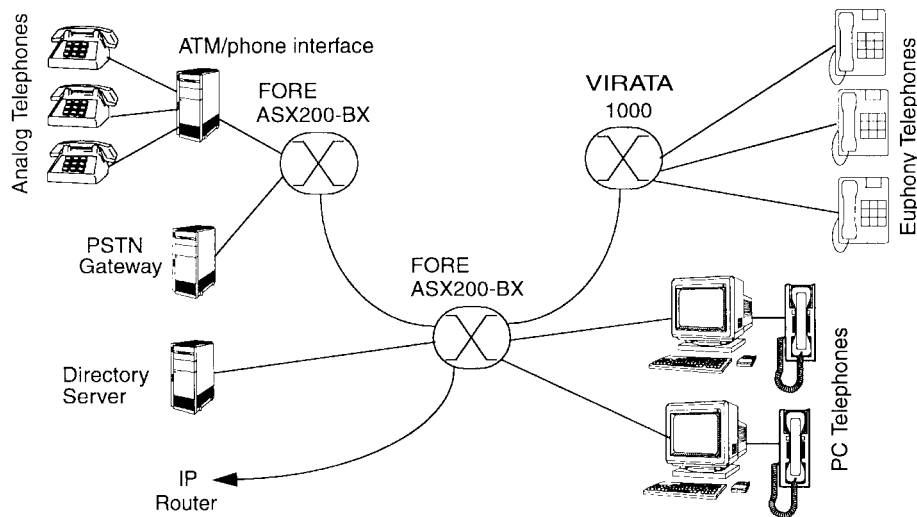 Analog Telephones
ATM/phone interface
FORE
ASX200-BX
VIRATA
1000
Euphony Telephones
PSTN
Gateway
FORE
ASX200-BX
Directory
Server
PC Telephones
IP
Router